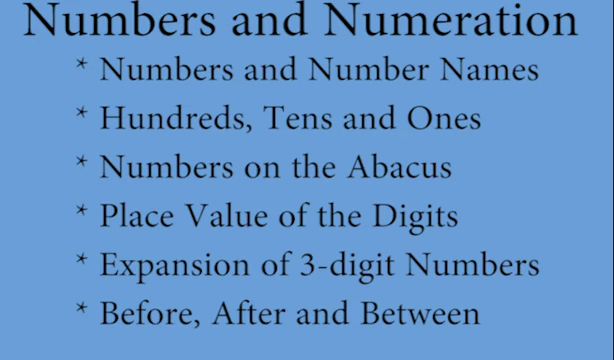 Numbers and Numeration
* Numbers and Number Names
* Hundreds, Tens and Ones
* Numbers on the Abacus
* Place Value of the Digits
* Expansion of 3-digit Numbers
* Before, After and Between